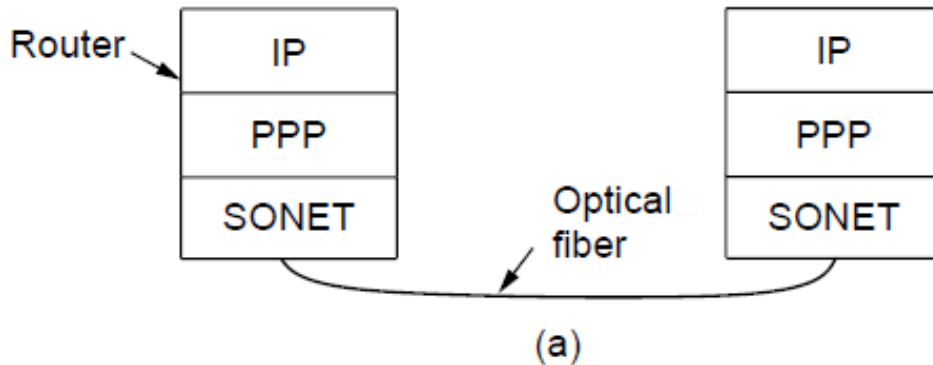 Router
IP
IP
PPP
PPP
SONET
SONET
Optical
fiber
(a)